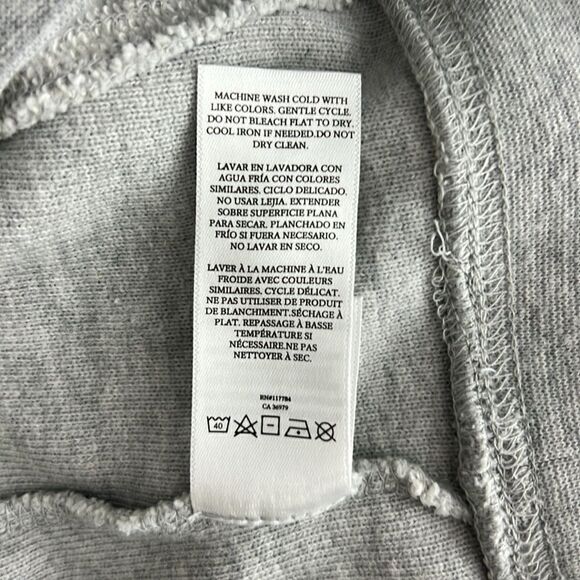 MACHINE WASH COLD WITH
LIKE COLORS. GENTLE CYCLE.
DO NOT BLEACH FLAT TO DRY.
COOL IRON IF NEEDED.DO NOT
DRY CLEAN.
LAVAR EN LAVADORA CON
AGUA FRÍA CON COLORES
SIMILARES. CICLO DELICADO.
NO USAR LEJIA. EXTENDER
SOBRE SUPERFICIE PLANA
PARA SECAR. PLANCHADO EN
FRÍO SI FUERA NECESARIO.
NO LAVAR EN SECO.
LAVER À LA MACHINE À L'EAU
FROIDE AVEC COULEURS
SIMILAIRES. CYCLE DÉLICAT.
NE PAS UTILISER DE PRODUIT
DE BLANCHIMENT.SÉCHAGE À
PLAT. REPASSAGE À BASSE
TEMPÉRATURE SI
NÉCESSAIRE.NE PAS
NETTOYER À SEC.
RN#117784
CA 36979
40